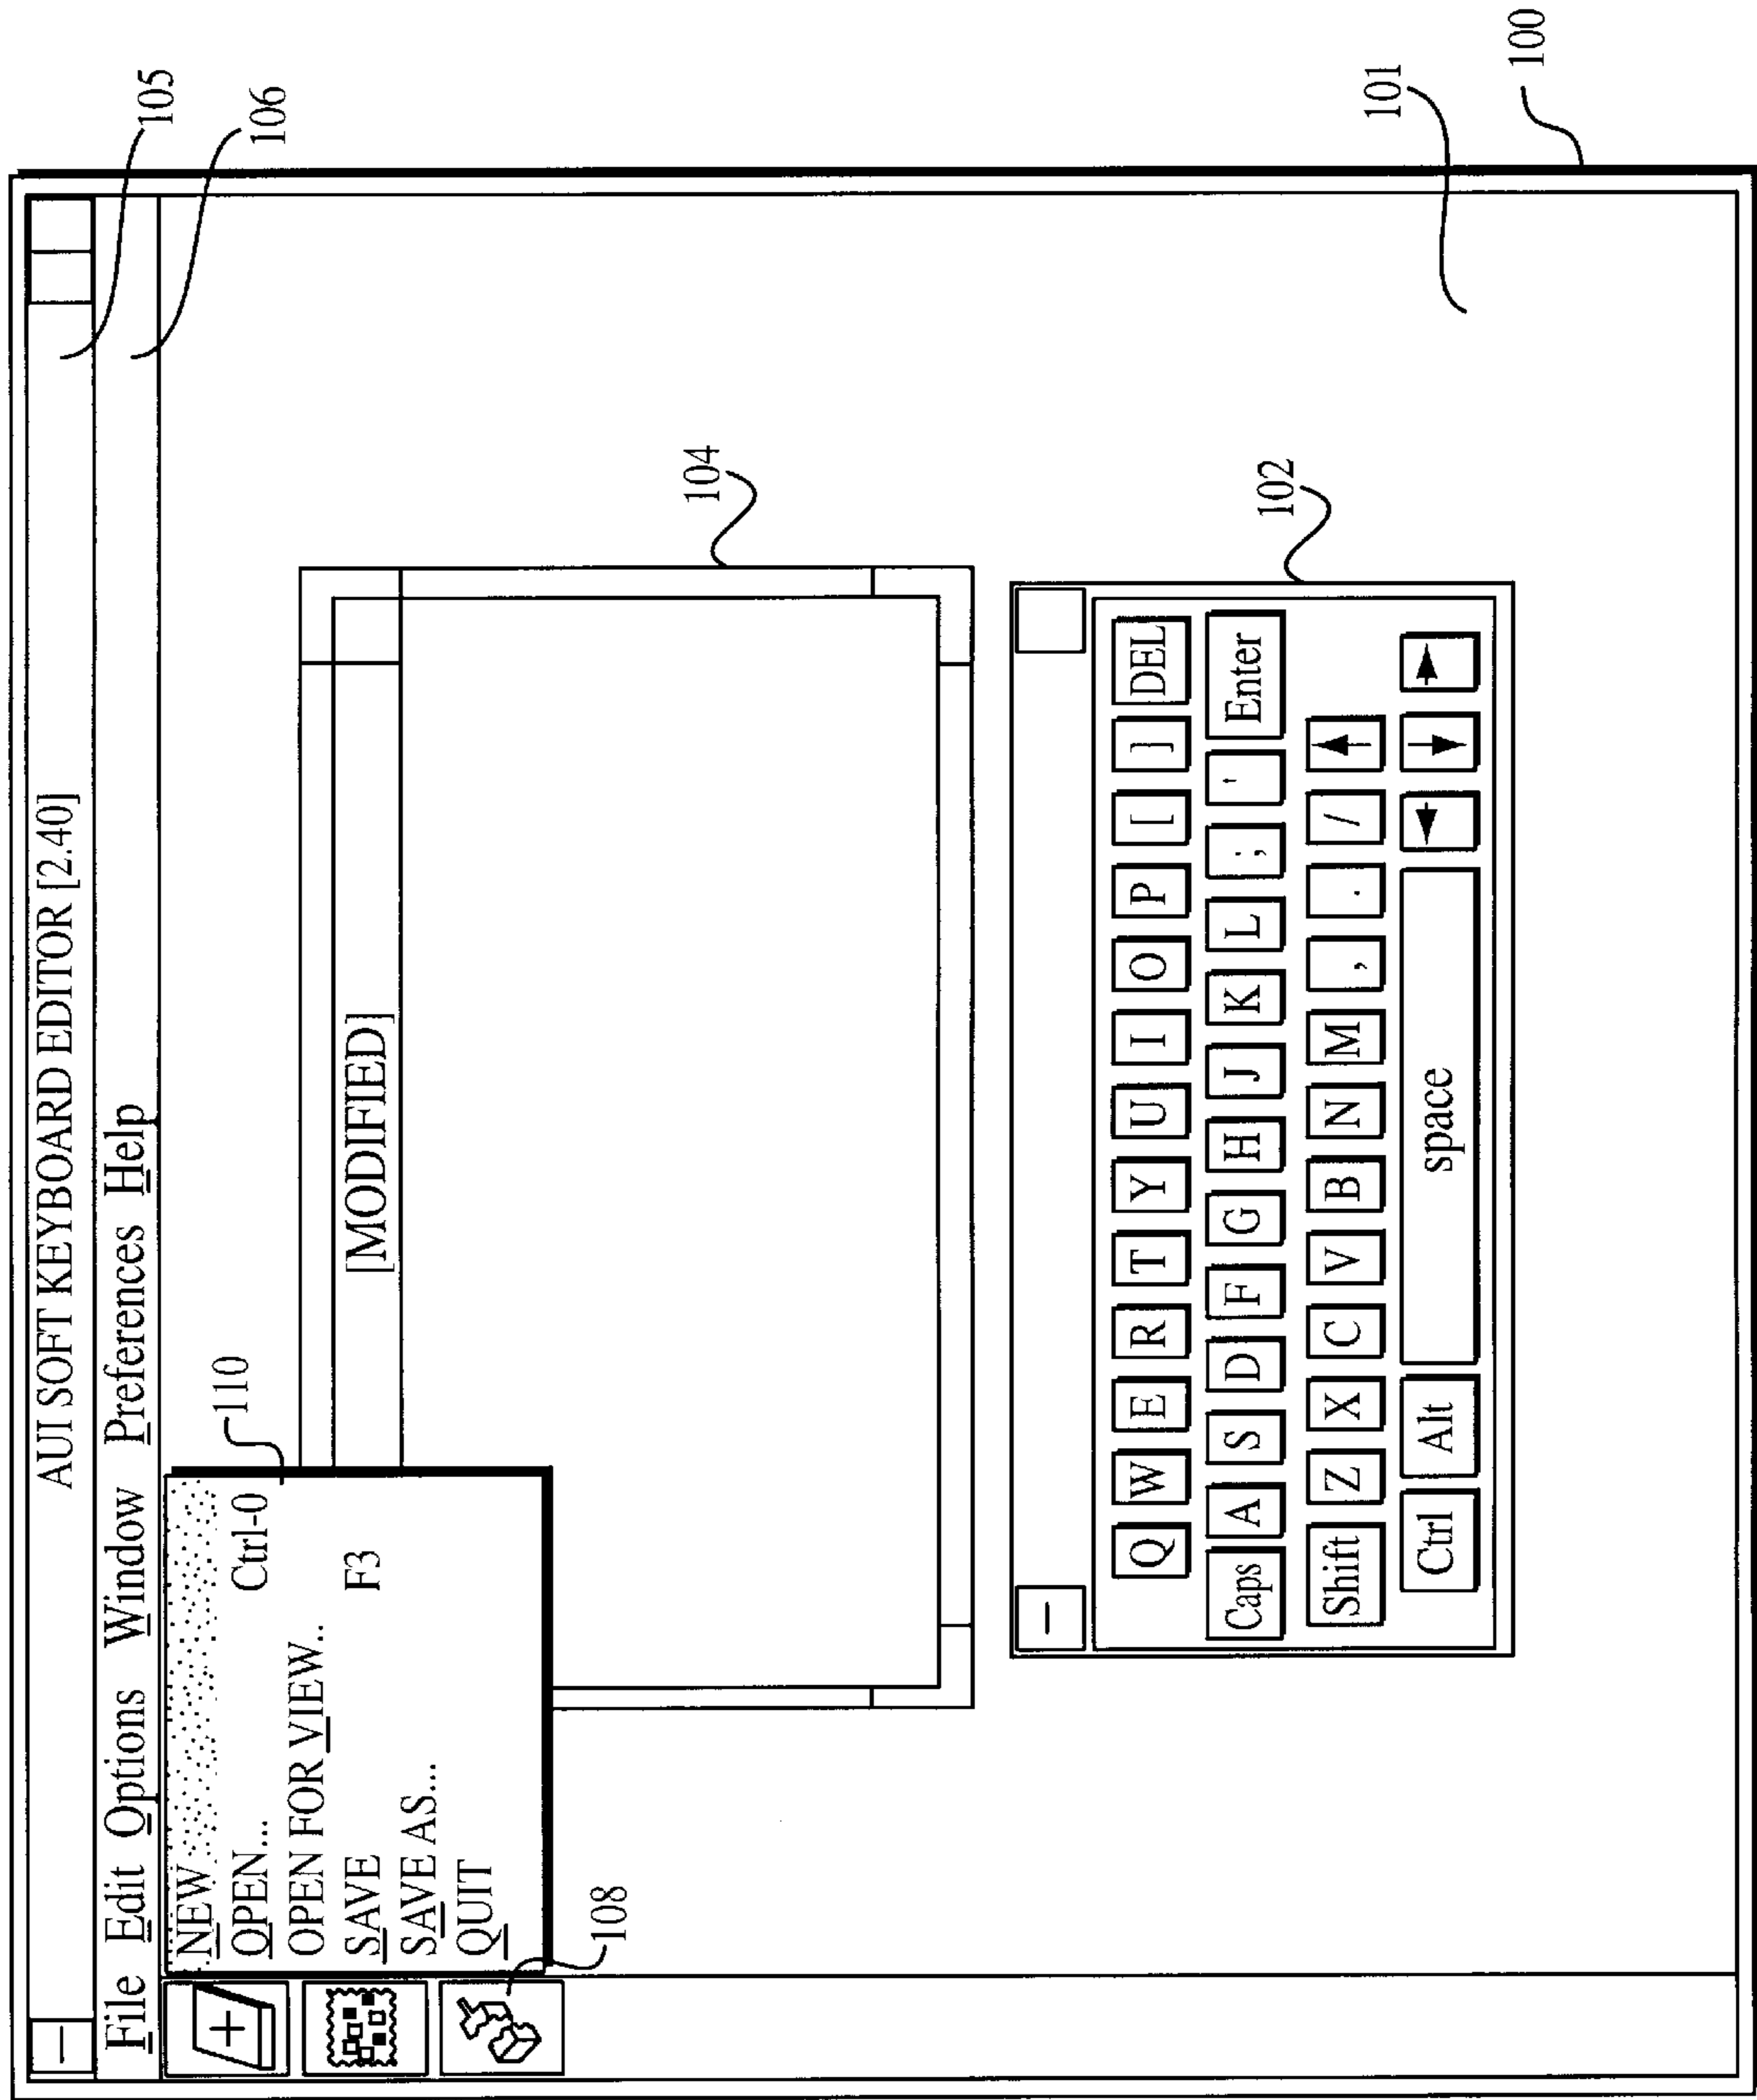 AUI SOFT KEYBOARD EDITOR [2.40]
105
File Edit Options Window Preferences Help
106
NEW
OPEN... Ctrl-0
110
OPEN FOR VIEW..
SAVE F3
SAVE AS...
QUIT
108
[MODIFIED]
104
102
Q W E R T Y U I O P [ ] DEL
Caps A S D F G H J K L ; ' Enter
Shift Z X C V B N M , . /
Ctrl Alt space
101
100